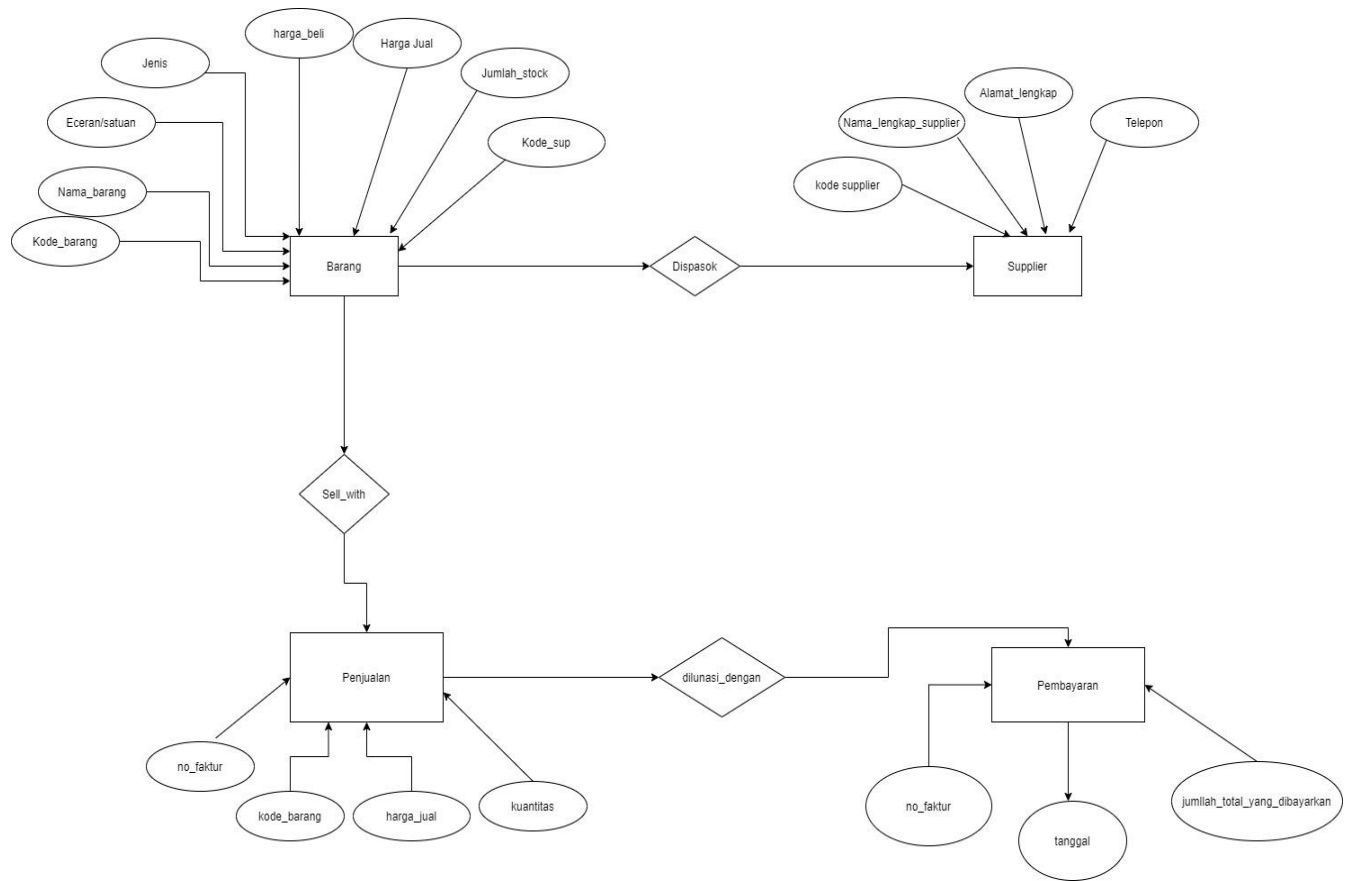 harga_beli
Harga Jual
Jenis
Jumlah_stock
Alamat_lengkap
Eceran/satuan
Nama_lengkap_supplier
Telepon
Kode_sup
kode supplier
Nama_barang
Kode_barang
Barang
Dispasok
Supplier
Sell_with
Penjualan
dilunasi_dengan
Pembayaran
no_faktur
kode_barang
harga_jual
kuantitas
no_faktur
tanggal
jumllah_total_yang_dibayarkan